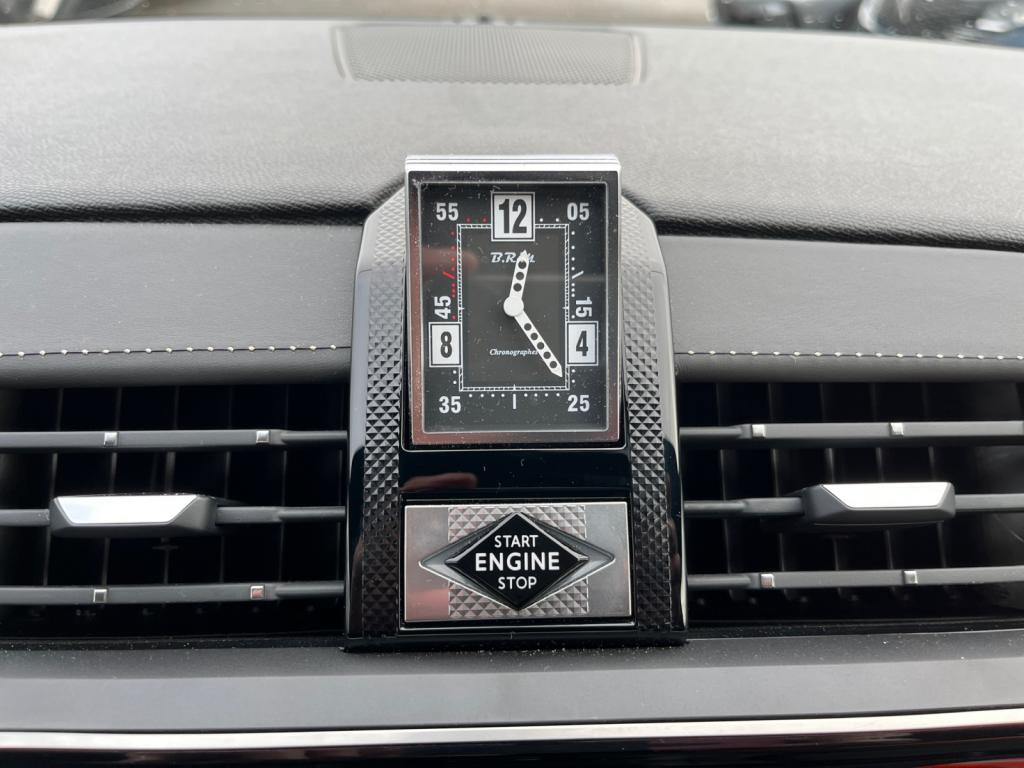 55 12 05
B.R.M
45 15
8 4
Chronographes
35 25
START
ENGINE
STOP